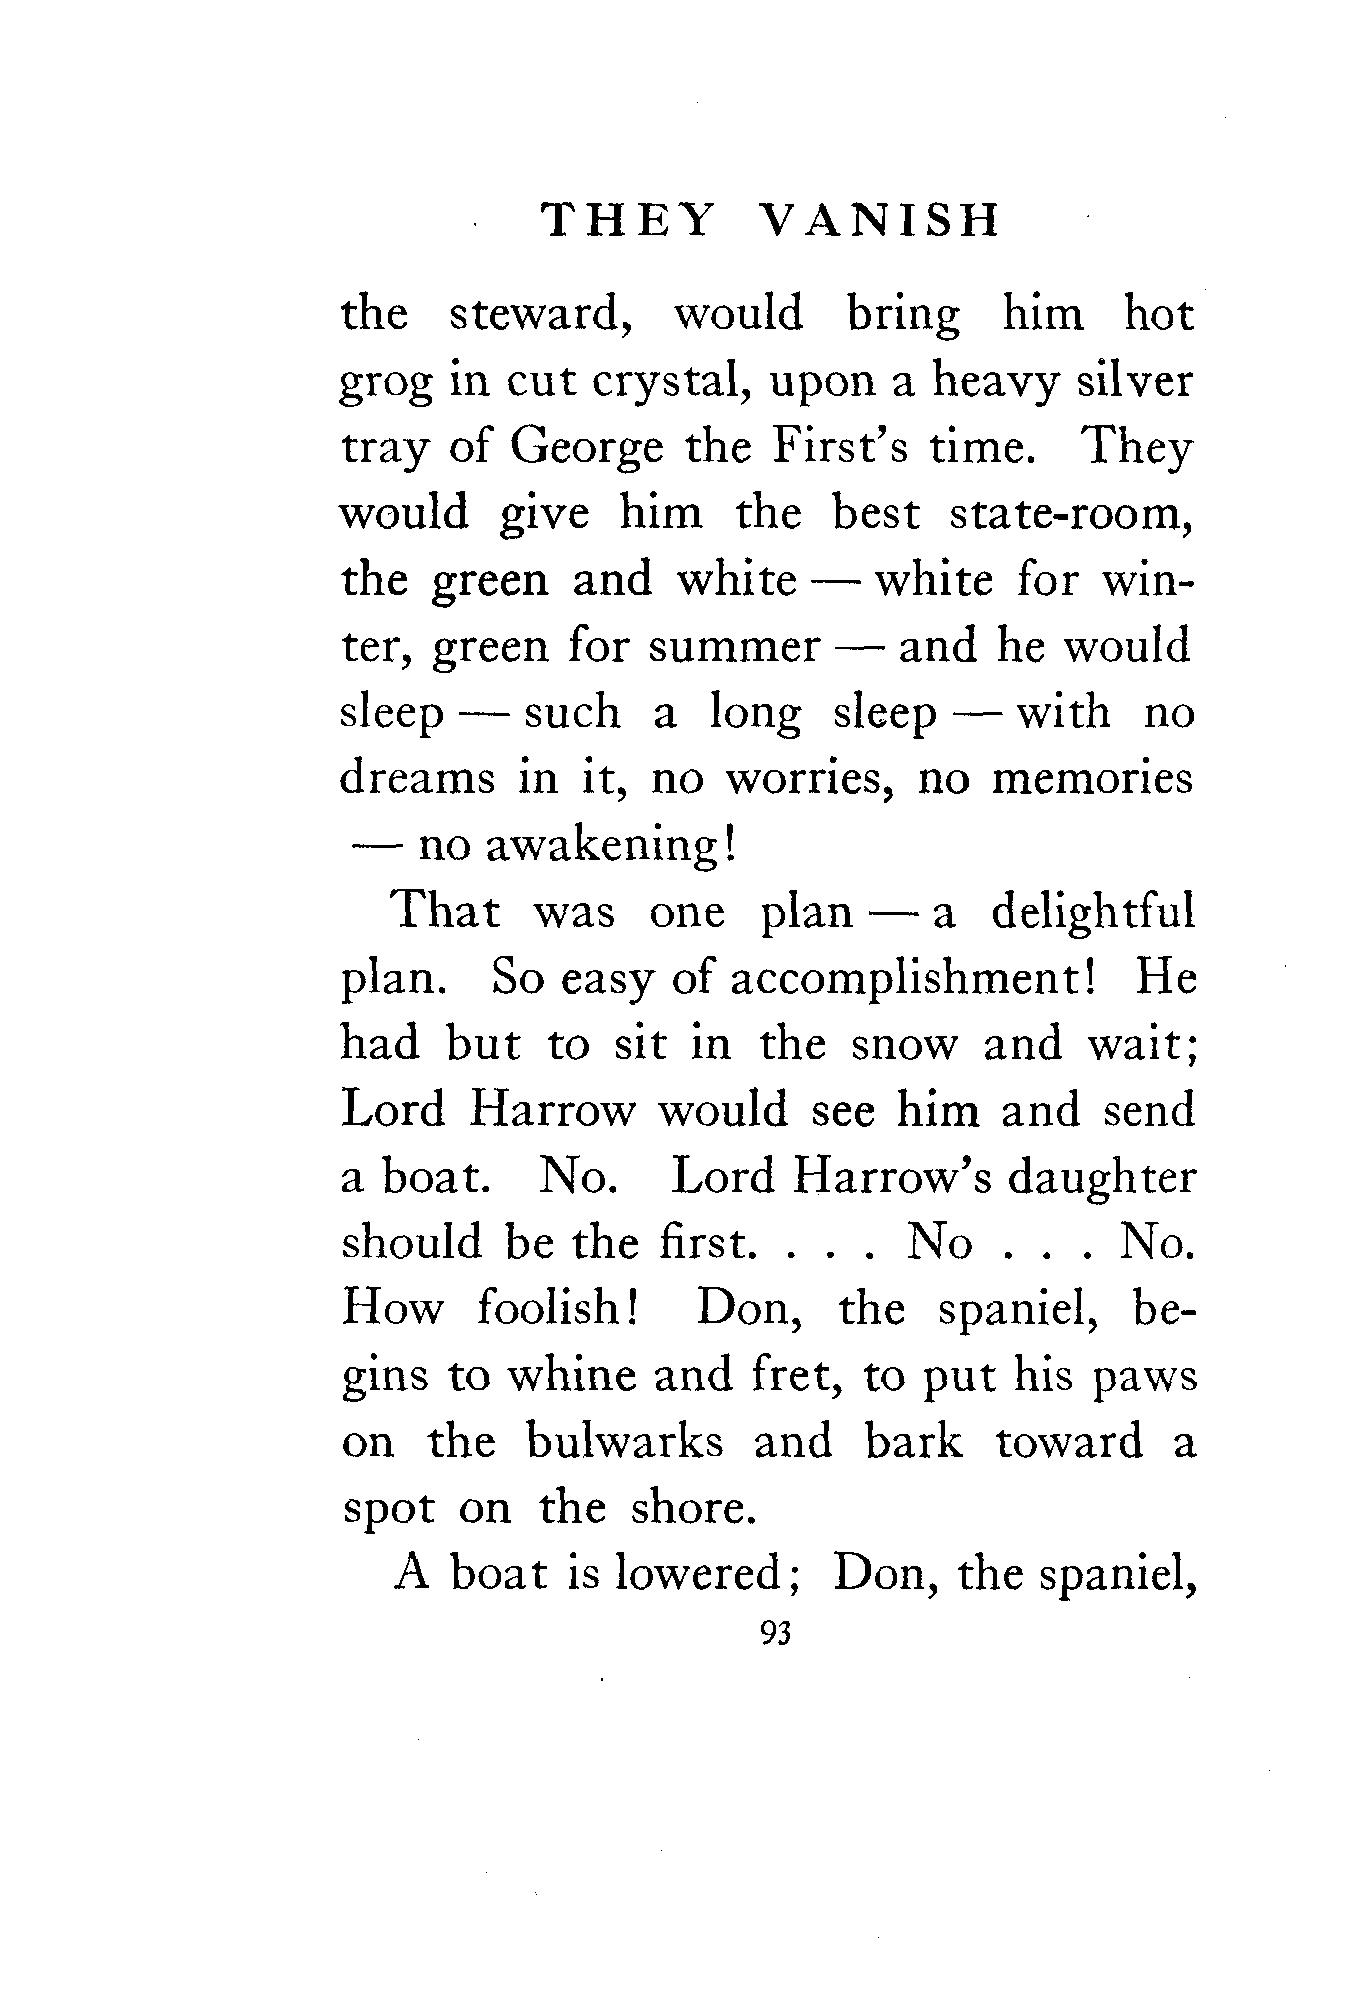 THEY VANISH
the steward, would bring him hot
grog in cut crystal, upon a heavy silver
tray of George the First's time. They
would give him the best state-room,
the green and white — white for win-
ter, green for summer — and he would
sleep — such a long sleep — with no
dreams in it, no worries, no memories
— no awakening!
That was one plan — a delightful
plan. So easy of accomplishment! He
had but to sit in the snow and wait;
Lord Harrow would see him and send
a boat. No. Lord Harrow's daughter
should be the first. . . . No . . . No.
How foolish! Don, the spaniel, be-
gins to whine and fret, to put his paws
on the bulwarks and bark toward a
spot on the shore.
A boat is lowered; Don, the spaniel,
93